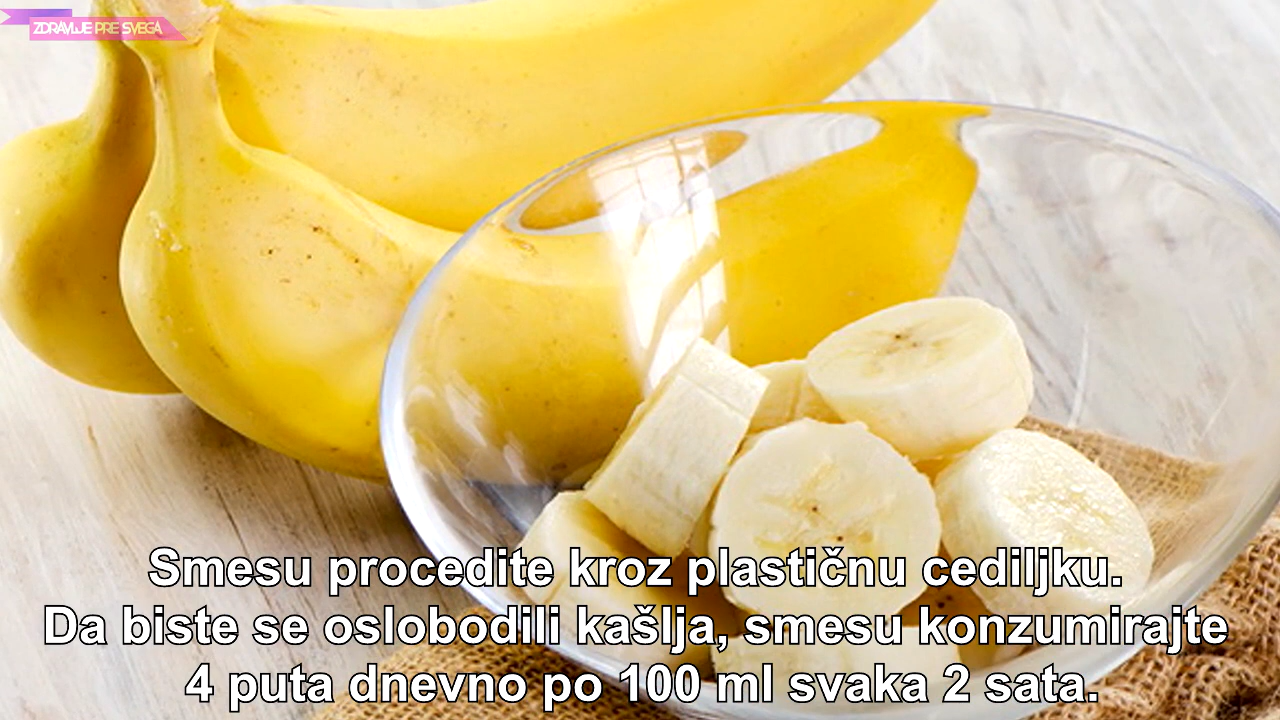 ZDRAVLJE PRE SVEGA
Smesu procedite kroz plastičnu cediljku.
Da biste se oslobodili kašlja, smesu konzumirajte
4 puta dnevno po 100 ml svaka 2 sata.